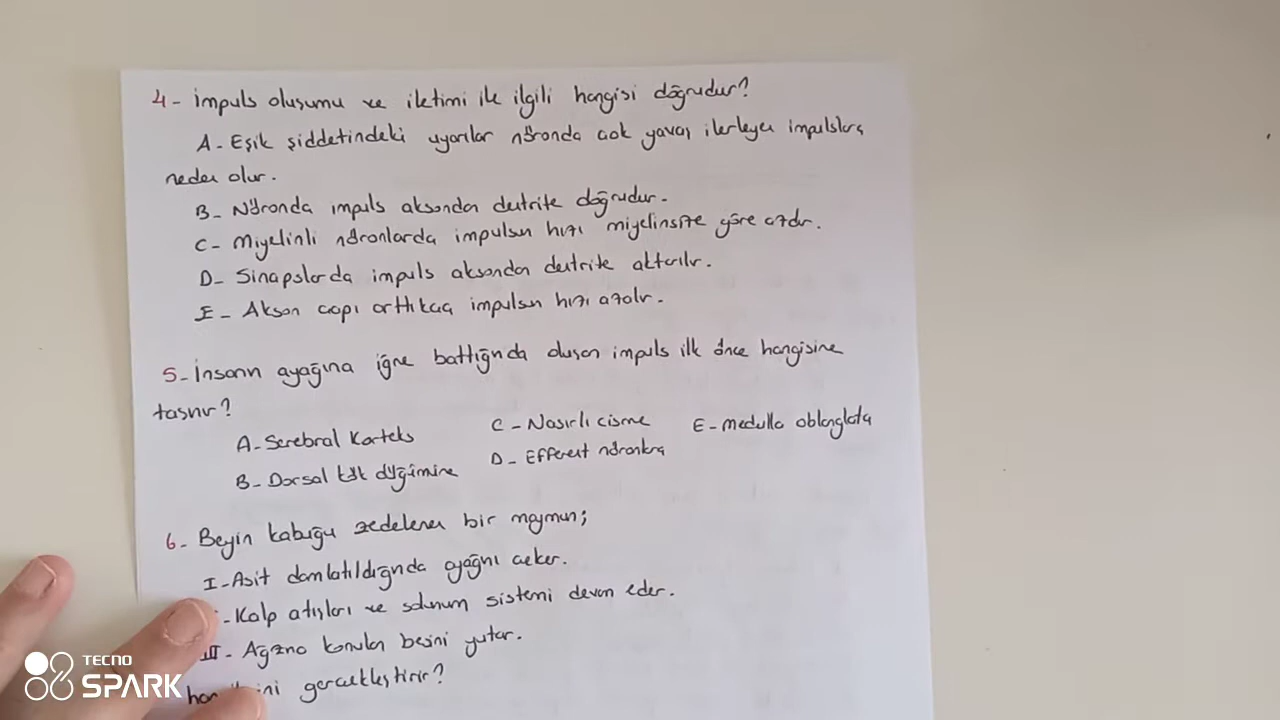 4- İmpuls oluşumu ve iletimi ile ilgili hangisi doğrudur?
A- Eşik şiddetindeki uyarılar nöronda çok yavaş ilerleyen impulslara
neden olur.
B- Nöronda impuls aksondan dentrite doğrudur.
C- Miyelinli nöronlarda impulsun hızı miyelinsize göre azdır.
D- Sinapslarda impuls aksondan dentrite aktarılır.
E- Akson çapı arttıkça impulsun hızı azalır.
5- İnsanın ayağına iğne battığında oluşan impuls ilk önce hangisine
taşınır?
A- Serebral Korteks
B- Dorsal kök düğümine
C- Nasırlı cisme
D- Efferent nöronlara
E- medulla oblanglata
6- Beyin kabuğu zedelenen bir maymun;
I- Asit damlatıldığında ayağını çeker.
- Kalp atışları ve solunum sistemi devam eder.
III- Ağzına konulan besini yutar.
gerçekleştirir?
TECNO
SPARK